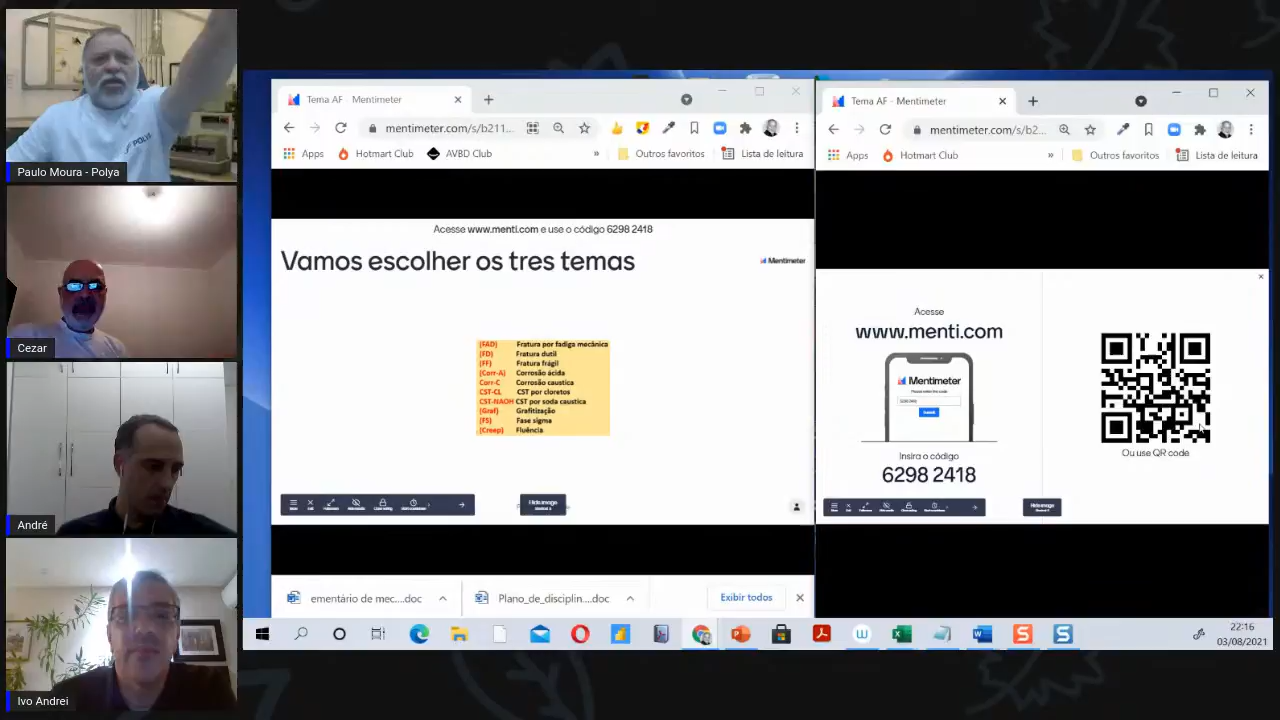 Paulo Moura - Polya
Cezar
André
Ivo Andrei
Tema AF - Mentimeter
mentimeter.com/s/b211...
Apps
Hotmart Club
AVBD Club
»
Outros favoritos
Lista de leitura
Acesse www.menti.com e use o código 6298 2418
Vamos escolher os tres temas
Mentimeter
(FAD) Fratura por fadiga mecânica
(FD) Fratura dutil
(FF) Fratura frágil
(Corr-A) Corrosão ácida
Corr-C Corrosão caustica
CST-CL CST por cloretos
CST-NAOH CST por soda caustica
(Graf) Grafitização
(FS) Fase sigma
(Creep) Fluência
Hide image
ementário de mec....doc
Plano_de_disciplin....doc
Exibir todos
Tema AF - Mentimeter
mentimeter.com/s/b2...
Apps
Hotmart Club
»
Outros favoritos
Lista de leitura
Acesse
www.menti.com
Mentimeter
Insira o código
6298 2418
Ou use QR code
Hide image
22:16
03/08/2021